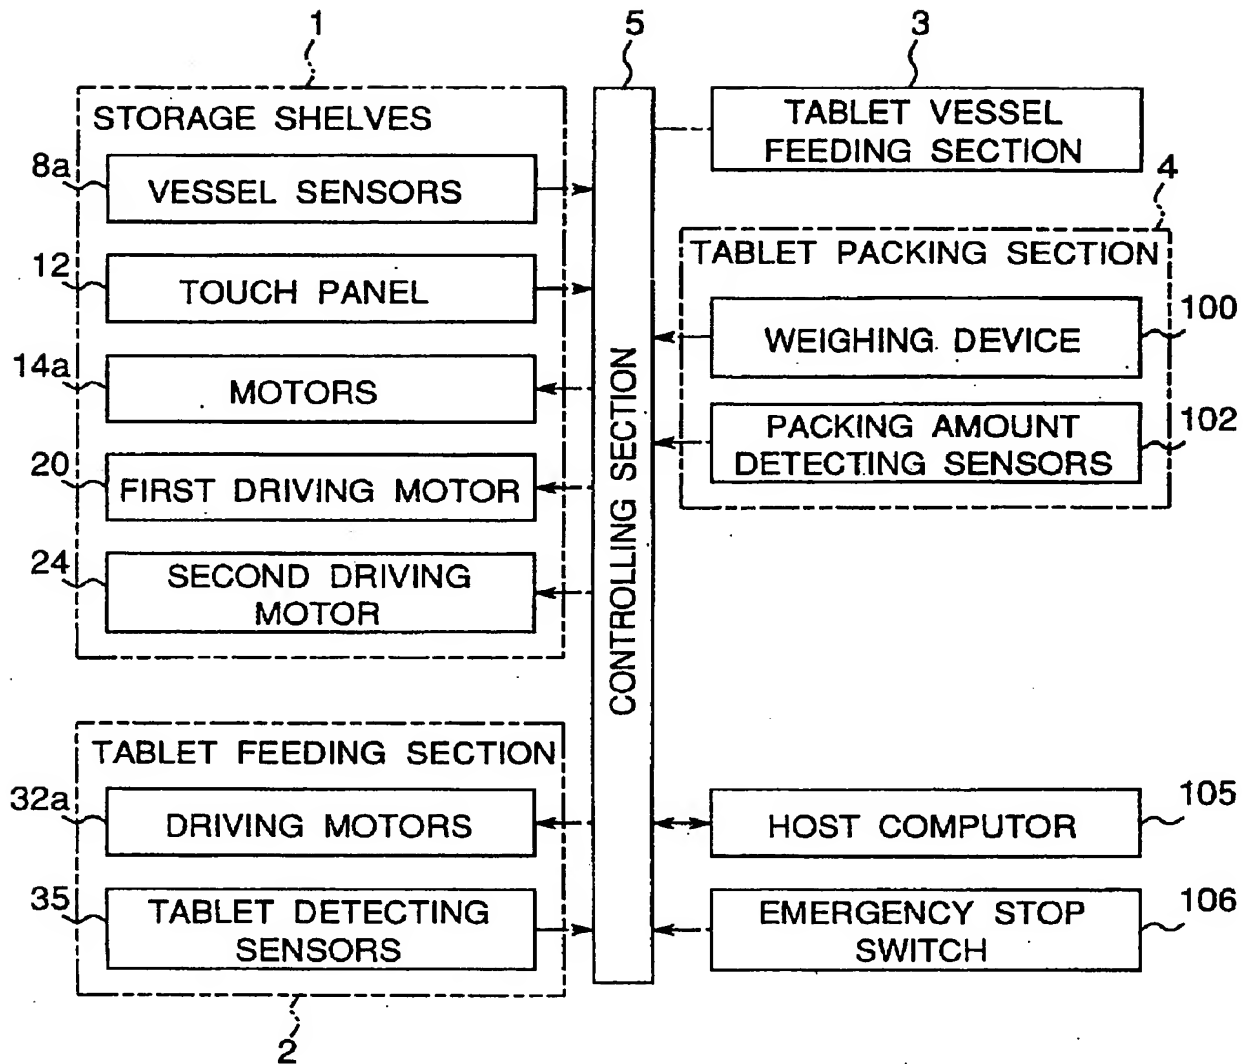 1
5
3
STORAGE SHELVES
8a
VESSEL SENSORS
12
TOUCH PANEL
14a
MOTORS
20
FIRST DRIVING MOTOR
24
SECOND DRIVING
MOTOR
TABLET FEEDING SECTION
32a
DRIVING MOTORS
35
TABLET DETECTING
SENSORS
2
CONTROLLING SECTION
TABLET VESSEL
FEEDING SECTION
4
TABLET PACKING SECTION
WEIGHING DEVICE
100
PACKING AMOUNT
DETECTING SENSORS
102
HOST COMPUTOR
105
EMERGENCY STOP
SWITCH
106